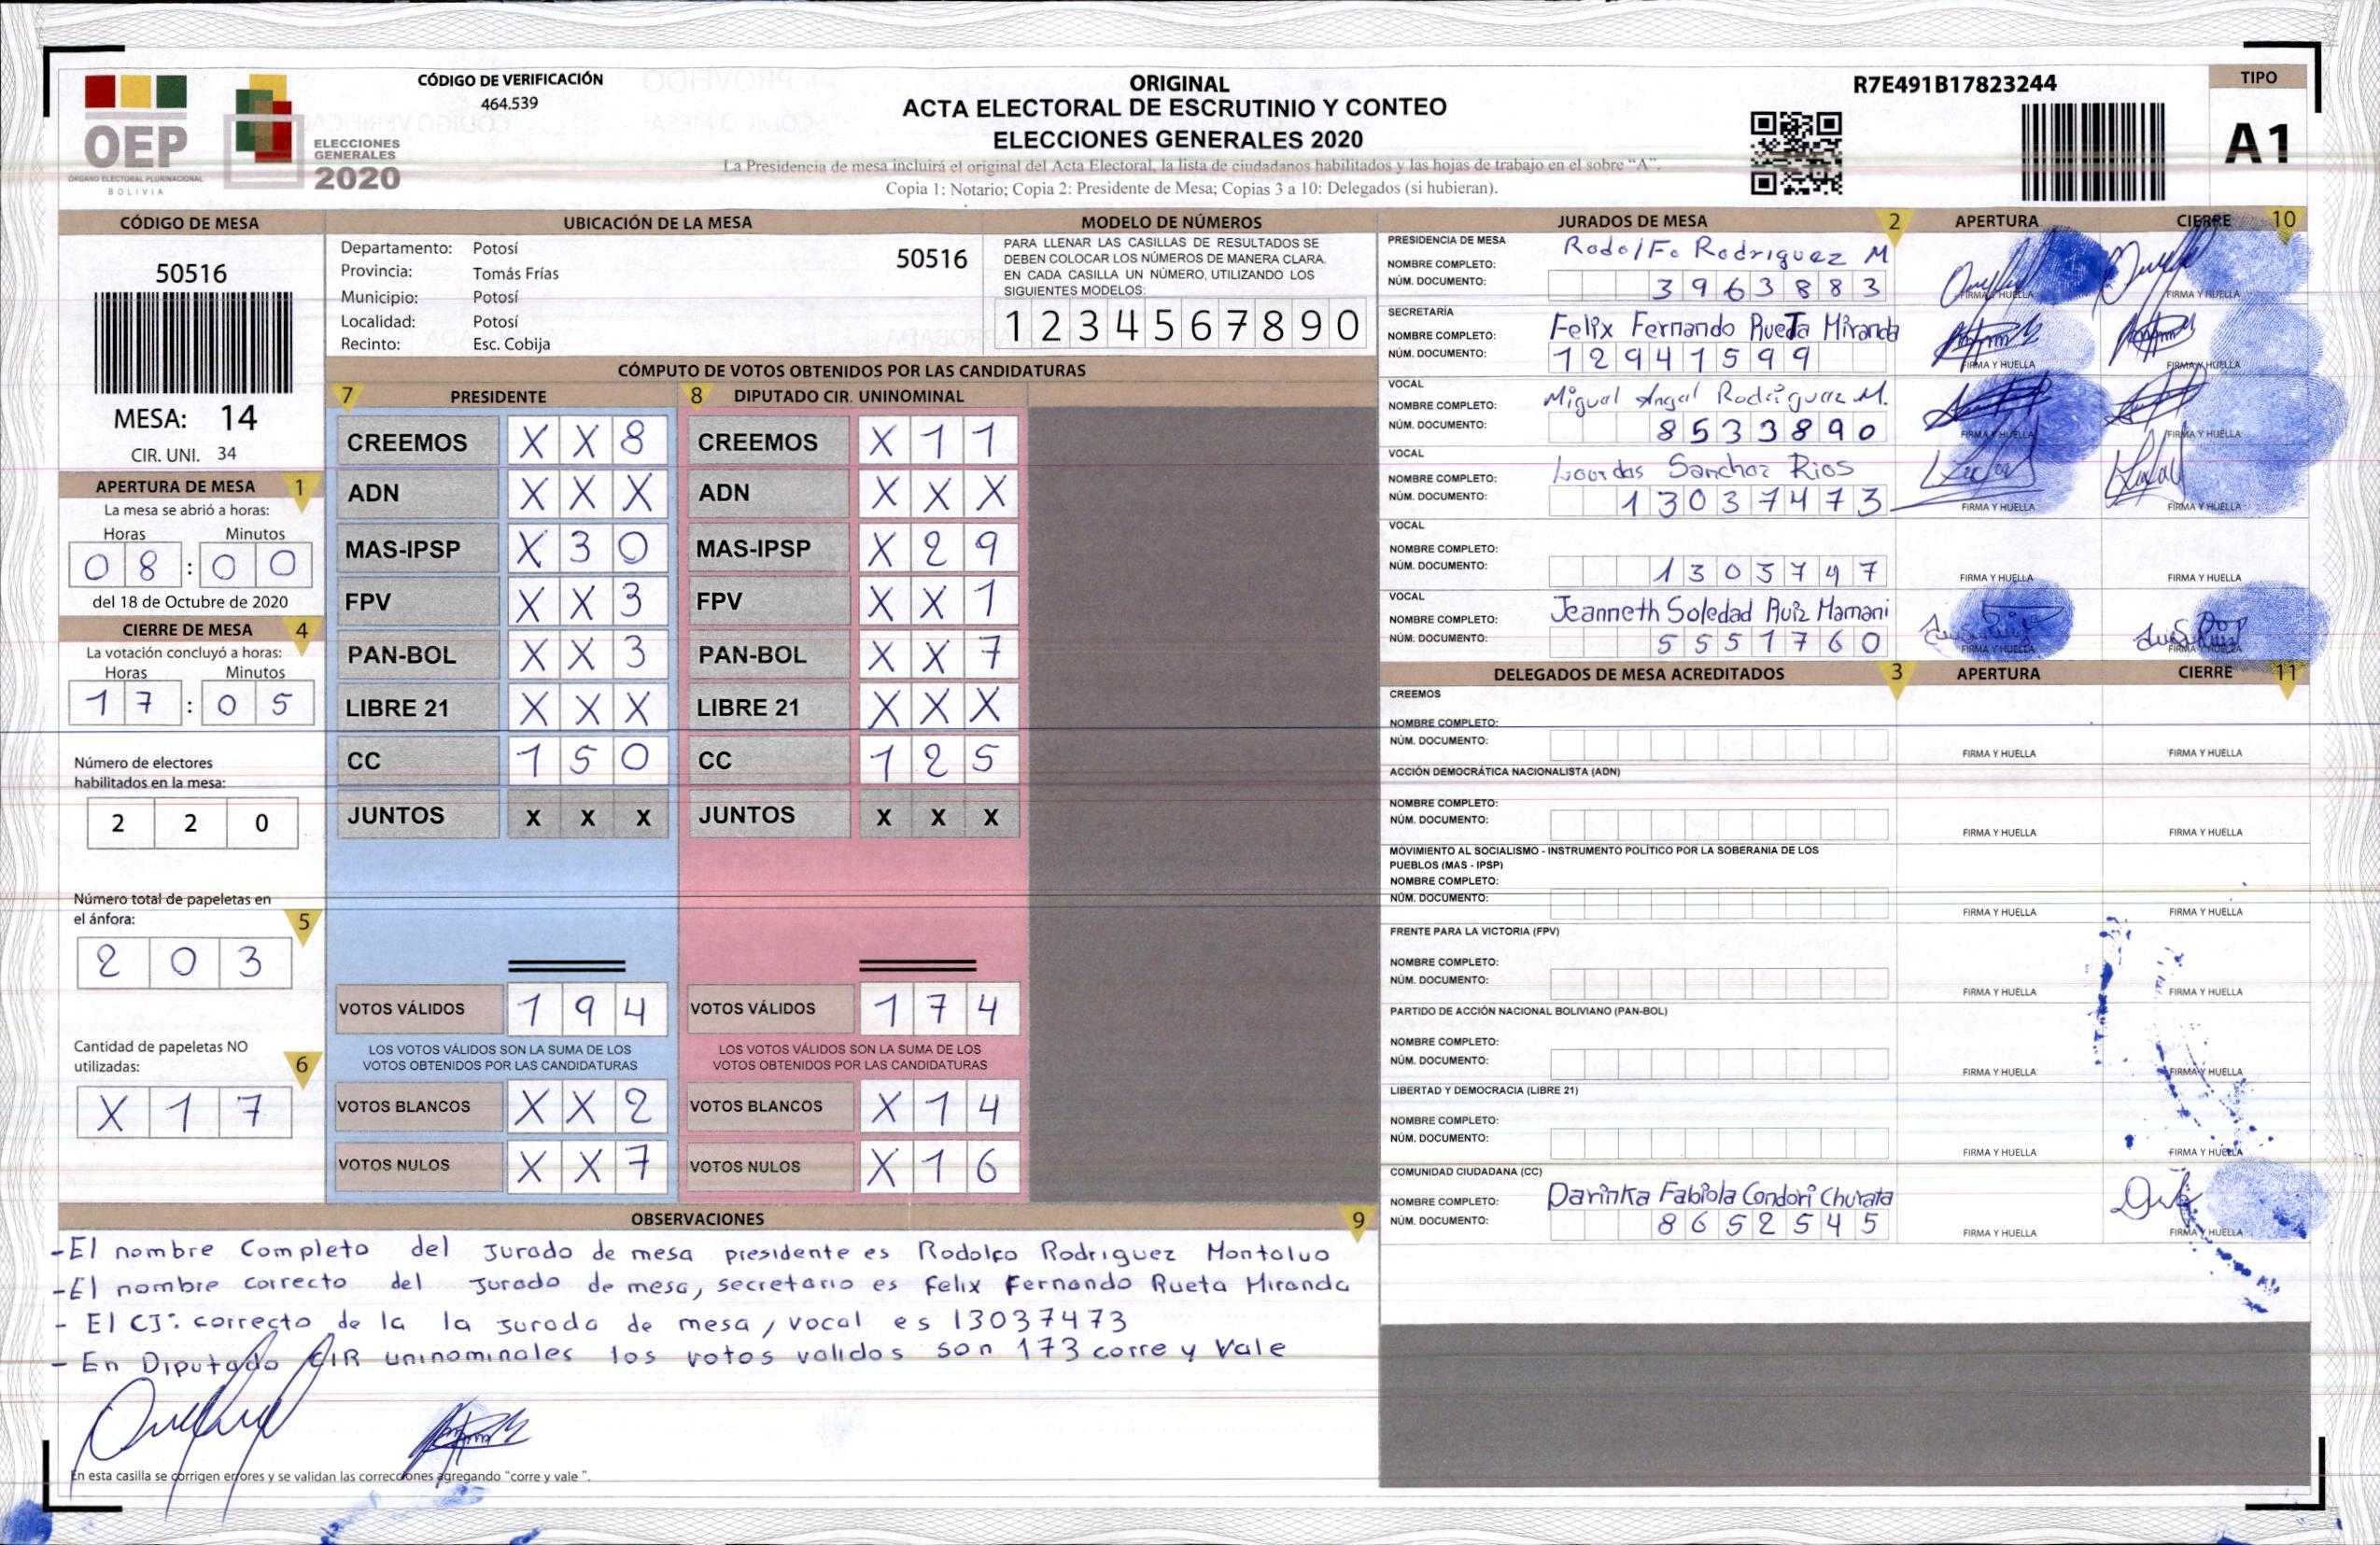 OEP
ÓRGANO ELECTORAL PLURINACIONAL
BOLIVIA
ELECCIONES
GENERALES
2020
CÓDIGO DE VERIFICACIÓN
464.539
ORIGINAL
ACTA ELECTORAL DE ESCRUTINIO Y CONTEO
ELECCIONES GENERALES 2020
La Presidencia de mesa incluirá el original del Acta Electoral, la lista de ciudadanos habilitados y las hojas de trabajo en el sobre "A".
Copia 1: Notario; Copia 2: Presidente de Mesa; Copias 3 a 10: Delegados (si hubieran).
R7E491B17823244
TIPO
A1
CÓDIGO DE MESA
50516
MESA: 14
CIR. UNI. 34
APERTURA DE MESA 1
La mesa se abrió a horas:
Horas Minutos
0 8 : 0 0
del 18 de Octubre de 2020
CIERRE DE MESA 4
La votación concluyó a horas:
Horas Minutos
1 7 : 0 5
Número de electores
habilitados en la mesa:
2 2 0
Número total de papeletas en
el ánfora: 5
2 0 3
Cantidad de papeletas NO
utilizadas: 6
X 1 7
UBICACIÓN DE LA MESA
Departamento: Potosí 50516
Provincia: Tomás Frías
Municipio: Potosí
Localidad: Potosí
Recinto: Esc. Cobija
MODELO DE NÚMEROS
PARA LLENAR LAS CASILLAS DE RESULTADOS SE
DEBEN COLOCAR LOS NÚMEROS DE MANERA CLARA.
EN CADA CASILLA UN NÚMERO, UTILIZANDO LOS
SIGUIENTES MODELOS:
1 2 3 4 5 6 7 8 9 0
CÓMPUTO DE VOTOS OBTENIDOS POR LAS CANDIDATURAS
7 PRESIDENTE
CREEMOS X X 8
ADN X X X
MAS-IPSP X 3 0
FPV X X 3
PAN-BOL X X 3
LIBRE 21 X X X
CC 1 5 0
JUNTOS X X X
VOTOS VÁLIDOS 1 9 4
LOS VOTOS VÁLIDOS SON LA SUMA DE LOS
VOTOS OBTENIDOS POR LAS CANDIDATURAS
VOTOS BLANCOS X X 2
VOTOS NULOS X X 7
8 DIPUTADO CIR. UNINOMINAL
CREEMOS X 1 1
ADN X X X
MAS-IPSP X 2 9
FPV X X 1
PAN-BOL X X 7
LIBRE 21 X X X
CC 1 2 5
JUNTOS X X X
VOTOS VÁLIDOS 1 7 4
LOS VOTOS VÁLIDOS SON LA SUMA DE LOS
VOTOS OBTENIDOS POR LAS CANDIDATURAS
VOTOS BLANCOS X 1 4
VOTOS NULOS X 1 6
OBSERVACIONES 9
- El nombre Completo del Jurado de mesa presidente es Rodolfo Rodriguez Montalvo
- El nombre correcto del Jurado de mesa, secretario es Felix Fernando Rueta Miranda
- El CI: correcto de la la Jurada de mesa, vocal es 13037473
- En Diputado CIR uninominales los votos validos son 173 corre y Vale
En esta casilla se corrigen errores y se validan las correcciones agregando "corre y vale ".
JURADOS DE MESA 2 APERTURA CIERRE 10
PRESIDENCIA DE MESA
NOMBRE COMPLETO: Rodolfo Rodriguez M
NÚM. DOCUMENTO: 3 9 6 3 8 8 3 FIRMA Y HUELLA FIRMA Y HUELLA
SECRETARÍA
NOMBRE COMPLETO: Felix Fernando Rueta Miranda
NÚM. DOCUMENTO: 1 2 9 4 1 5 9 9 FIRMA Y HUELLA FIRMA Y HUELLA
VOCAL
NOMBRE COMPLETO: Miguel Angel Rodriguez M.
NÚM. DOCUMENTO: 8 5 3 3 8 9 0 FIRMA Y HUELLA FIRMA Y HUELLA
VOCAL
NOMBRE COMPLETO: Lourdes Sanchez Rios
NÚM. DOCUMENTO: 1 3 0 3 7 4 7 3 FIRMA Y HUELLA FIRMA Y HUELLA
VOCAL
NOMBRE COMPLETO:
NÚM. DOCUMENTO: 1 3 0 3 7 4 7 FIRMA Y HUELLA FIRMA Y HUELLA
VOCAL
NOMBRE COMPLETO: Jeanneth Soledad Ruiz Mamani
NÚM. DOCUMENTO: 5 5 5 1 7 6 0 FIRMA Y HUELLA FIRMA Y HUELLA
DELEGADOS DE MESA ACREDITADOS 3 APERTURA CIERRE 11
CREEMOS
NOMBRE COMPLETO:
NÚM. DOCUMENTO: FIRMA Y HUELLA FIRMA Y HUELLA
ACCIÓN DEMOCRÁTICA NACIONALISTA (ADN)
NOMBRE COMPLETO:
NÚM. DOCUMENTO: FIRMA Y HUELLA FIRMA Y HUELLA
MOVIMIENTO AL SOCIALISMO - INSTRUMENTO POLÍTICO POR LA SOBERANIA DE LOS
PUEBLOS (MAS - IPSP)
NOMBRE COMPLETO:
NÚM. DOCUMENTO: FIRMA Y HUELLA FIRMA Y HUELLA
FRENTE PARA LA VICTORIA (FPV)
NOMBRE COMPLETO:
NÚM. DOCUMENTO: FIRMA Y HUELLA FIRMA Y HUELLA
PARTIDO DE ACCIÓN NACIONAL BOLIVIANO (PAN-BOL)
NOMBRE COMPLETO:
NÚM. DOCUMENTO: FIRMA Y HUELLA FIRMA Y HUELLA
LIBERTAD Y DEMOCRACIA (LIBRE 21)
NOMBRE COMPLETO:
NÚM. DOCUMENTO: FIRMA Y HUELLA FIRMA Y HUELLA
COMUNIDAD CIUDADANA (CC)
NOMBRE COMPLETO: Darinka Fabiola Condori Churata
NÚM. DOCUMENTO: 8 6 5 2 5 4 5 FIRMA Y HUELLA FIRMA Y HUELLA